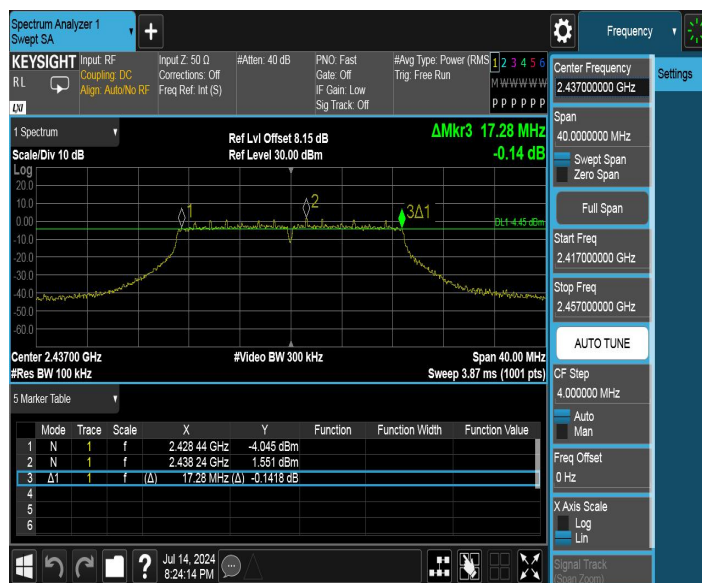 Spectrum Analyzer 1
Swept SA
Frequency
KEYSIGHT
RL
LXI
Input: RF
Coupling: DC
Align: Auto/No RF
Input Z: 50 Ω
Corrections: Off
Freq Ref: Int (S)
#Atten: 40 dB
PNO: Fast
Gate: Off
IF Gain: Low
Sig Track: Off
#Avg Type: Power (RMS
Trig: Free Run
1 2 3 4 5 6
M W W W W W
P P P P P P
1 Spectrum
Scale/Div 10 dB
Ref Lvl Offset 8.15 dB
Ref Level 30.00 dBm
ΔMkr3 17.28 MHz
-0.14 dB
Log
20.0
10.0
0.00
-10.0
-20.0
-30.0
-40.0
-50.0
-60.0
1
2
3Δ1
DL1 -4.45 dBm
Center 2.43700 GHz
#Res BW 100 kHz
#Video BW 300 kHz
Span 40.00 MHz
Sweep 3.87 ms (1001 pts)
5 Marker Table
Mode Trace Scale X Y Function Function Width Function Value
1 N 1 f 2.428 44 GHz -4.045 dBm
2 N 1 f 2.438 24 GHz 1.551 dBm
3 Δ1 1 f (Δ) 17.28 MHz (Δ) -0.1418 dB
4
5
6
Jul 14, 2024
8:24:14 PM
?
Center Frequency
2.437000000 GHz
Settings
Span
40.0000000 MHz
Swept Span
Zero Span
Full Span
Start Freq
2.417000000 GHz
Stop Freq
2.457000000 GHz
AUTO TUNE
CF Step
4.000000 MHz
Auto
Man
Freq Offset
0 Hz
X Axis Scale
Log
Lin
Signal Track
(Span Zoom)